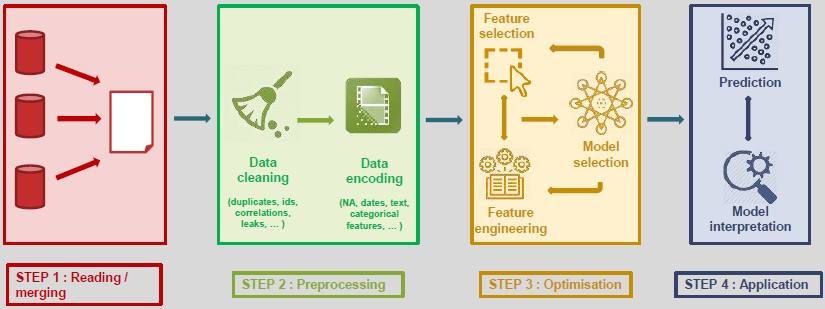 Data
cleaning
(duplicates, ids,
correlations,
leaks, ... )
Data
encoding
(NA, dates, text,
categorical
features, ... )
Feature
selection
Model
selection
Feature
engineering
Prediction
Model
interpretation
STEP 1 : Reading /
merging
STEP 2 : Preprocessing
STEP 3 : Optimisation
STEP 4 : Application